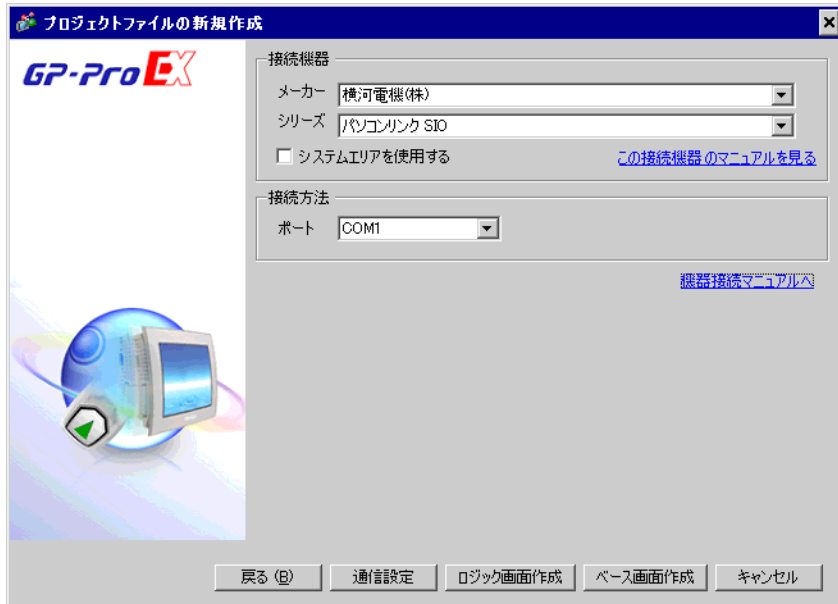 プロジェクトファイルの新規作成
GP-Pro EX
接続機器
メーカー 横河電機(株)
シリーズ パソコンリンク SIO
システムエリアを使用する この接続機器のマニュアルを見る
接続方法
ポート COM1
機器接続マニュアルへ
戻る (B) 通信設定 ロジック画面作成 ベース画面作成 キャンセル